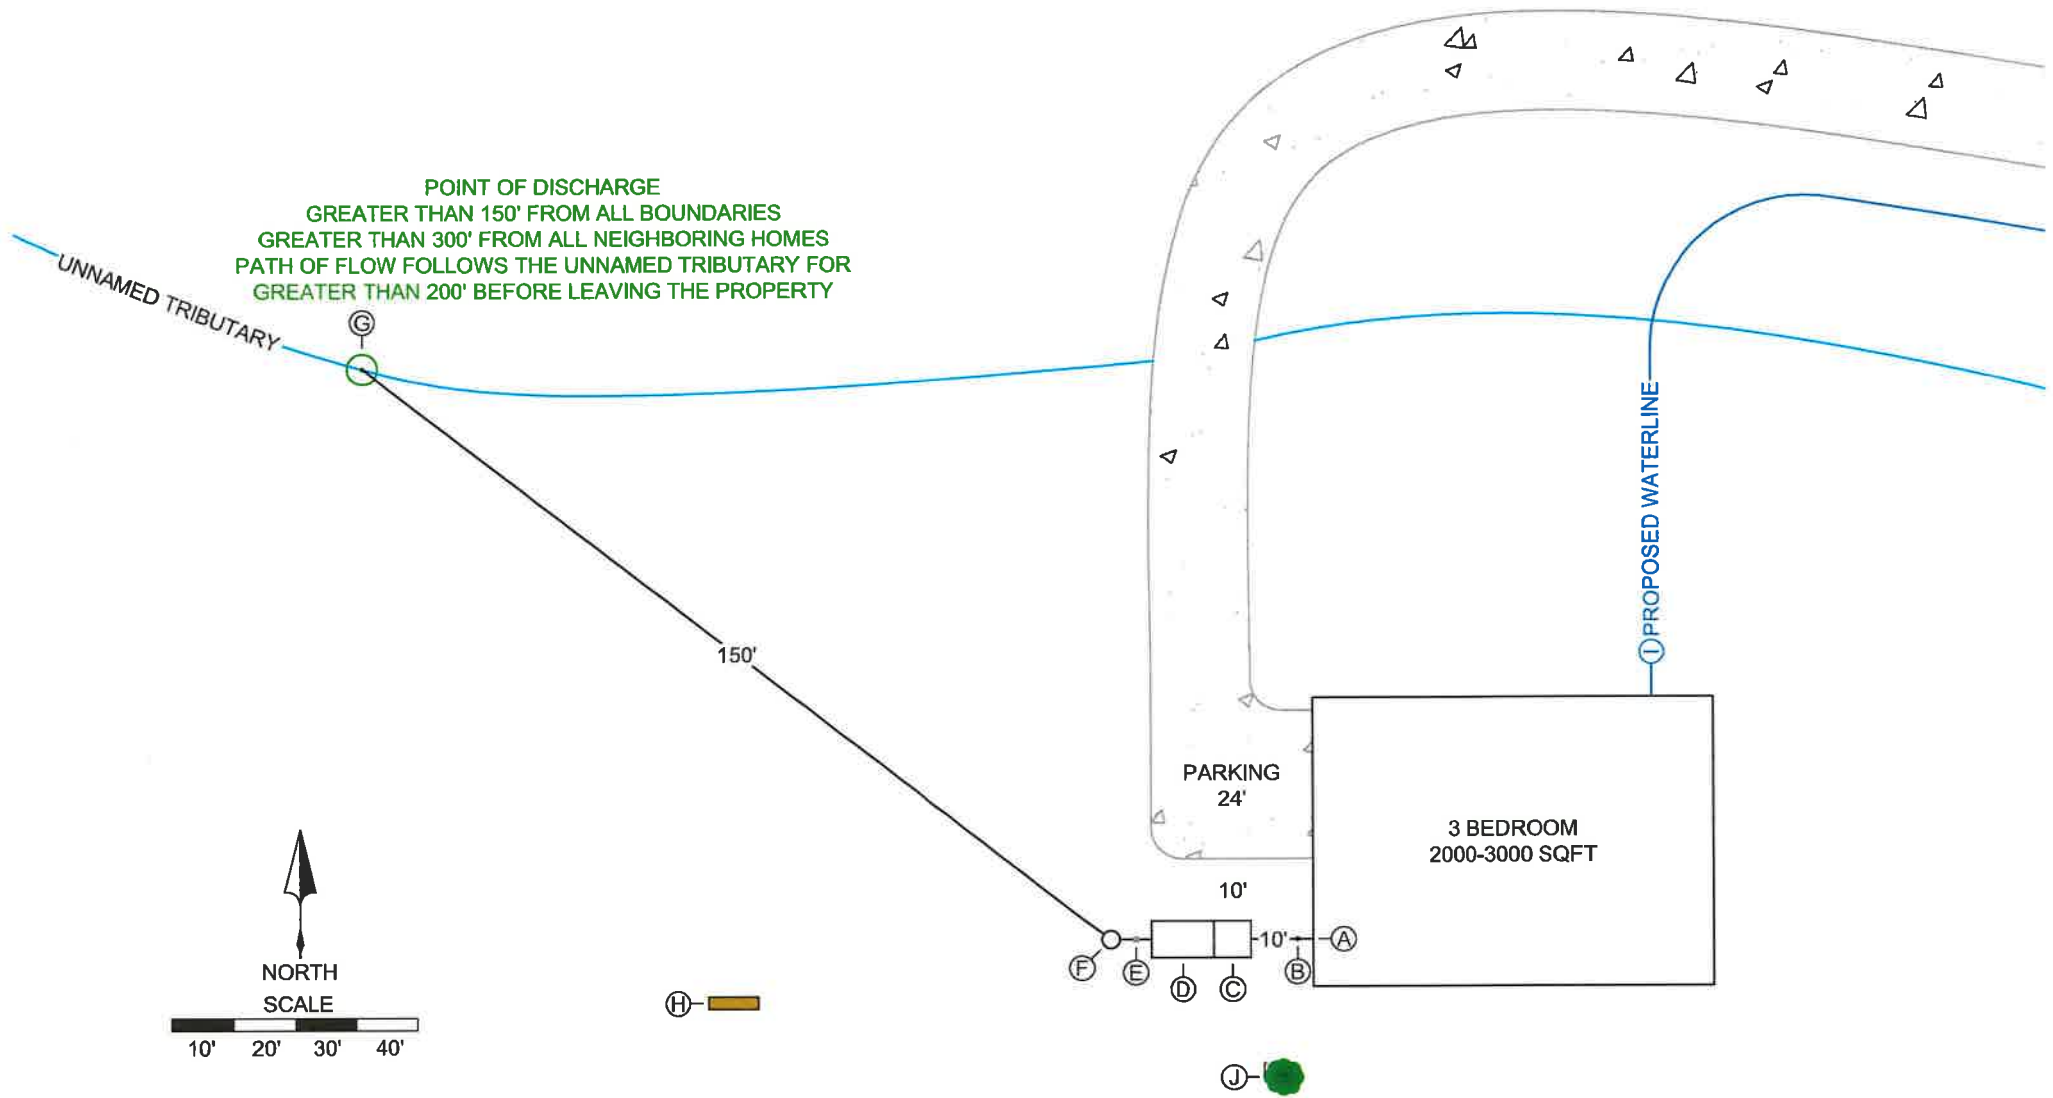 POINT OF DISCHARGE
GREATER THAN 150' FROM ALL BOUNDARIES
GREATER THAN 300' FROM ALL NEIGHBORING HOMES
PATH OF FLOW FOLLOWS THE UNNAMED TRIBUTARY FOR
GREATER THAN 200' BEFORE LEAVING THE PROPERTY
UNNAMED TRIBUTARY
G
PROPOSED WATERLINE
I
150'
PARKING
24'
3 BEDROOM
2000-3000 SQFT
10'
10'
A
F
E
D
C
B
NORTH
SCALE
10' 20' 30' 40'
H
J